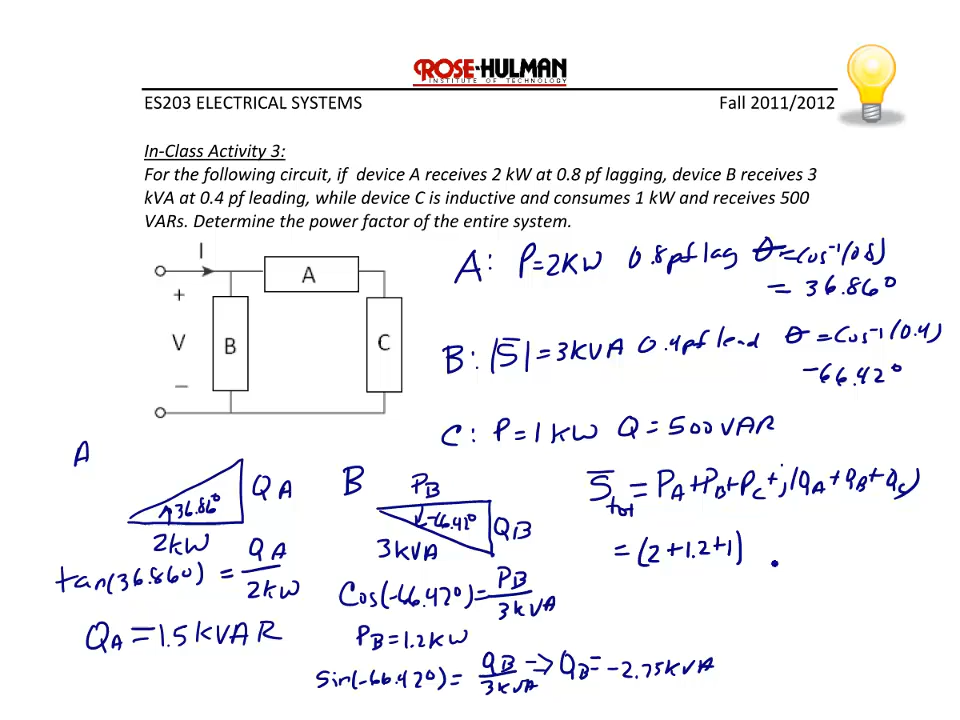 ROSE-HULMAN
INSTITUTE OF TECHNOLOGY
ES203 ELECTRICAL SYSTEMS Fall 2011/2012
In-Class Activity 3:
For the following circuit, if device A receives 2 kW at 0.8 pf lagging, device B receives 3
kVA at 0.4 pf leading, while device C is inductive and consumes 1 kW and receives 500
VARs. Determine the power factor of the entire system.
I
A
+
V
B
C
−
A: P=2KW 0.8pf lag θ=cos⁻¹(0.8)
= 36.86°
B: |S̅|=3KVA 0.4pf lead θ=cos⁻¹(0.4)
-66.42°
C: P=1KW Q=500VAR
A
36.86°
QA
2KW
tan(36.86°) = QA/2KW
QA=1.5KVAR
B
PB
-66.42°
QB
3KVA
Cos(-66.42°)=PB/3KVA
PB=1.2KW
Sin(-66.42°)=QB/3KVA → QB=-2.75KVA
S̅tot = PA+PB+PC+j(QA+QB+QC)
= (2+1.2+1)